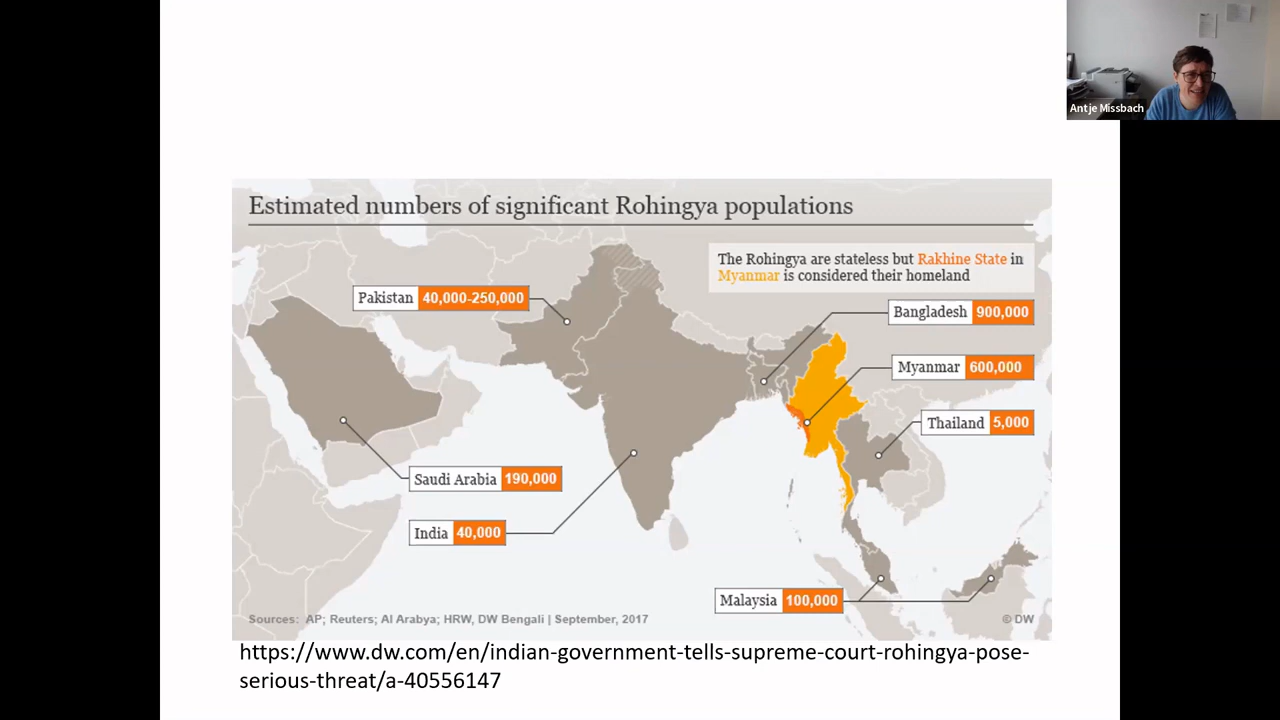 Antje Missbach
Estimated numbers of significant Rohingya populations
The Rohingya are stateless but Rakhine State in
Myanmar is considered their homeland
Pakistan 40,000-250,000
Bangladesh 900,000
Myanmar 600,000
Thailand 5,000
Saudi Arabia 190,000
India 40,000
Malaysia 100,000
Sources: AP; Reuters; Al Arabya; HRW, DW Bengali | September, 2017
© DW
https://www.dw.com/en/indian-government-tells-supreme-court-rohingya-pose-
serious-threat/a-40556147